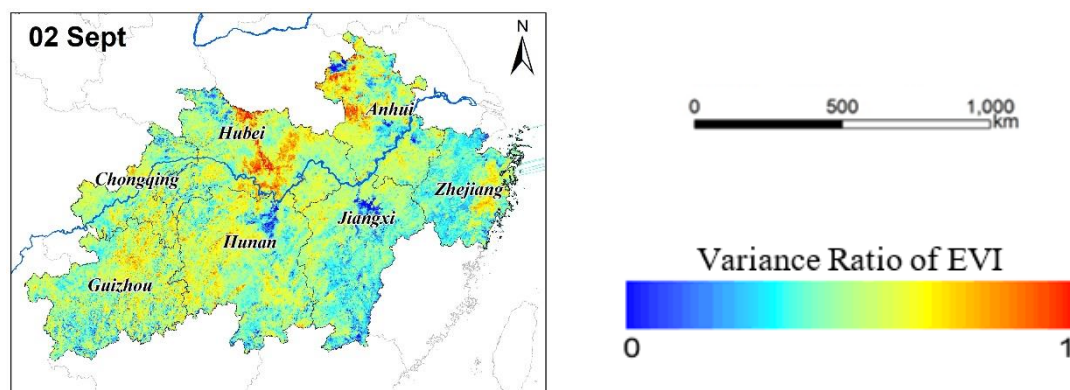 02 Sept
N
Anhui
Hubei
Chongqing
Zhejiang
Jiangxi
Hunan
Guizhou
0 500 1,000
km
Variance Ratio of EVI
0 1